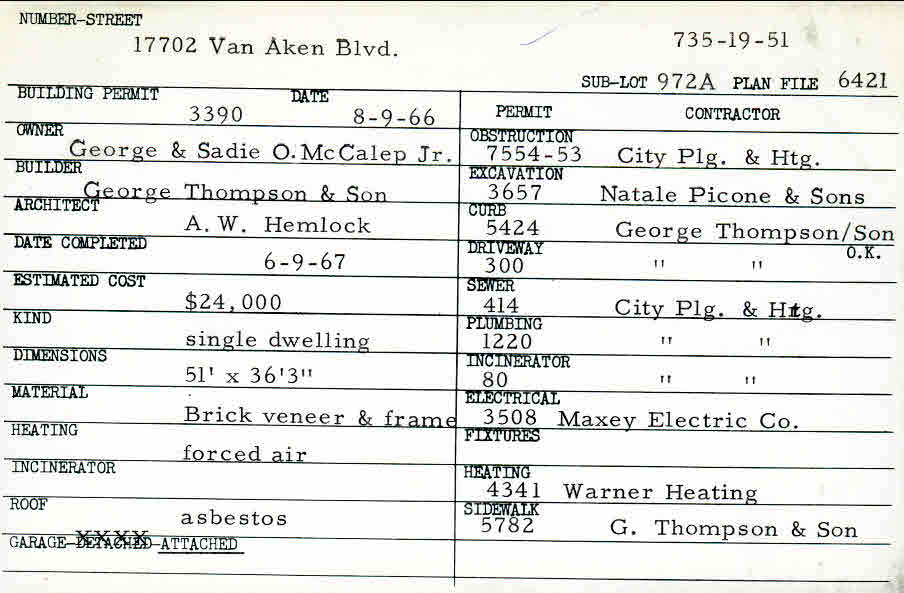 NUMBER-STREET
17702 Van Aken Blvd.
735-19-51
SUB-LOT 972A PLAN FILE 6421
BUILDING PERMIT DATE
3390 8-9-66
OWNER
George & Sadie O. McCalep Jr.
BUILDER
George Thompson & Son
ARCHITECT
A. W. Hemlock
DATE COMPLETED
6-9-67
ESTIMATED COST
$24,000
KIND
single dwelling
DIMENSIONS
51' x 36'3"
MATERIAL
Brick veneer & frame
HEATING
forced air
INCINERATOR
ROOF
asbestos
GARAGE-DETACHED-ATTACHED
PERMIT CONTRACTOR
OBSTRUCTION
7554-53 City Plg. & Htg.
EXCAVATION
3657 Natale Picone & Sons
CURB
5424 George Thompson/Son
DRIVEWAY O.K.
300 " "
SEWER
414 City Plg. & Htg.
PLUMBING
1220 " "
INCINERATOR
80 " "
ELECTRICAL
3508 Maxey Electric Co.
FIXTURES
HEATING
4341 Warner Heating
SIDEWALK
5782 G. Thompson & Son